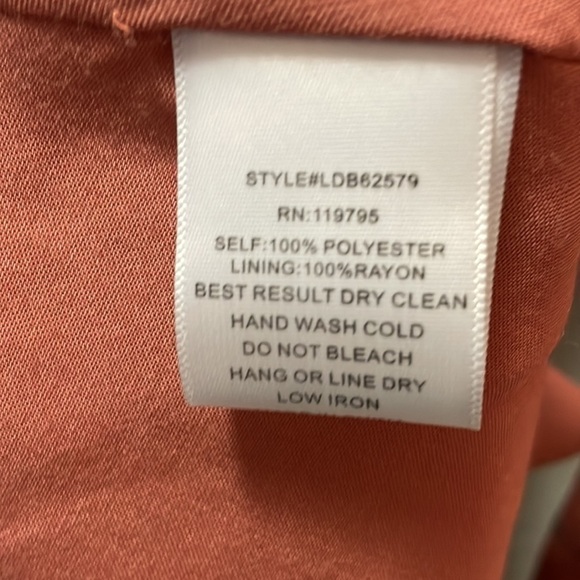 STYLE#LDB62579
RN:119795
SELF:100% POLYESTER
LINING:100%RAYON
BEST RESULT DRY CLEAN
HAND WASH COLD
DO NOT BLEACH
HANG OR LINE DRY
LOW IRON